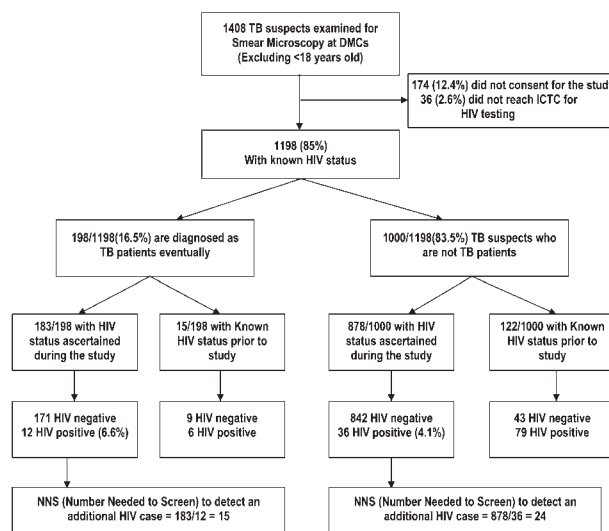 1408 TB suspects examined for
Smear Microscopy at DMCs
(Excluding <18 years old)
174 (12.4%) did not consent for the study
36 (2.6%) did not reach ICTC for
HIV testing
1198 (85%)
With known HIV status
198/1198(16.5%) are diagnosed as
TB patients eventually
1000/1198(83.5%) TB suspects who
are not TB patients
183/198 with HIV
status ascertained
during the study
15/198 with Known
HIV status prior to
study
878/1000 with HIV
status ascertained
during the study
122/1000 with Known
HIV status prior to
study
171 HIV negative
12 HIV positive (6.6%)
9 HIV negative
6 HIV positive
842 HIV negative
36 HIV positive (4.1%)
43 HIV negative
79 HIV positive
NNS (Number Needed to Screen) to detect an
additional HIV case = 183/12 = 15
NNS (Number Needed to Screen) to detect an
additional HIV case = 878/36 = 24